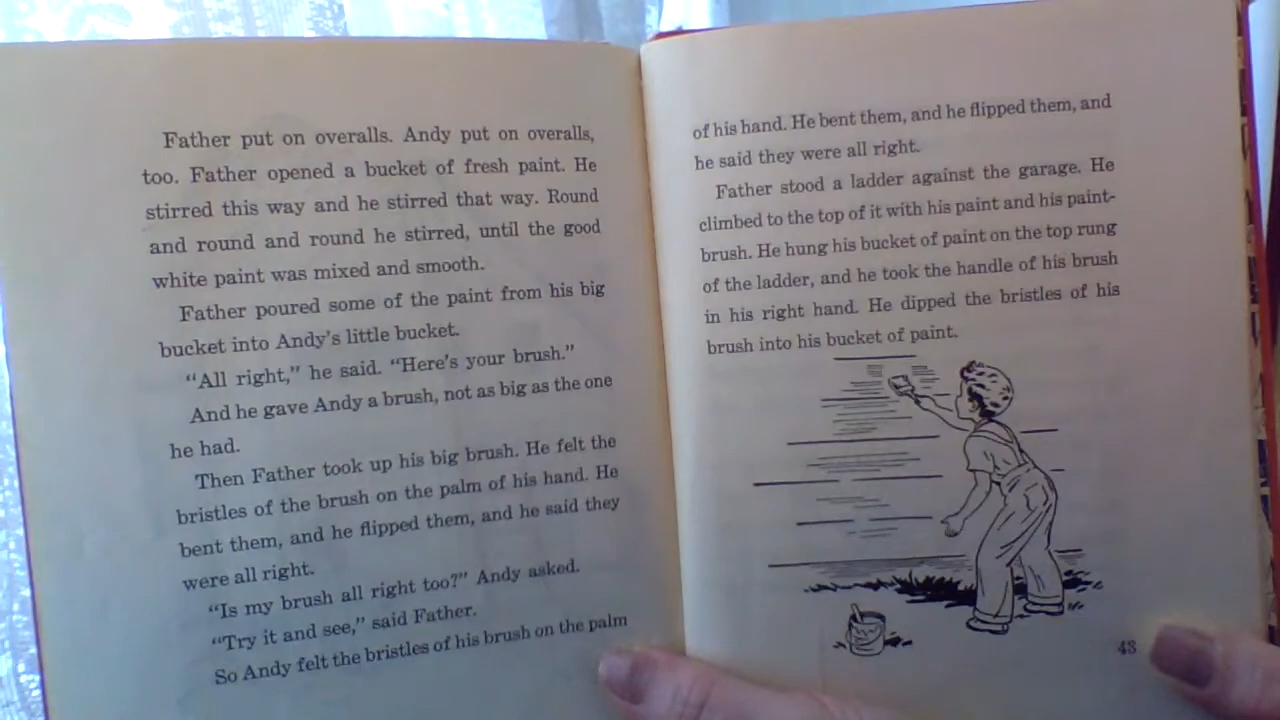 Father put on overalls. Andy put on overalls,
too. Father opened a bucket of fresh paint. He
stirred this way and he stirred that way. Round
and round and round he stirred, until the good
white paint was mixed and smooth.
Father poured some of the paint from his big
bucket into Andy's little bucket.
“All right,” he said. “Here's your brush.”
And he gave Andy a brush, not as big as the one
he had.
Then Father took up his big brush. He felt the
bristles of the brush on the palm of his hand. He
bent them, and he flipped them, and he said they
were all right.
“Is my brush all right too?” Andy asked.
“Try it and see,” said Father.
So Andy felt the bristles of his brush on the palm
of his hand. He bent them, and he flipped them, and
he said they were all right.
Father stood a ladder against the garage. He
climbed to the top of it with his paint and his paint-
brush. He hung his bucket of paint on the top rung
of the ladder, and he took the handle of his brush
in his right hand. He dipped the bristles of his
brush into his bucket of paint.
43